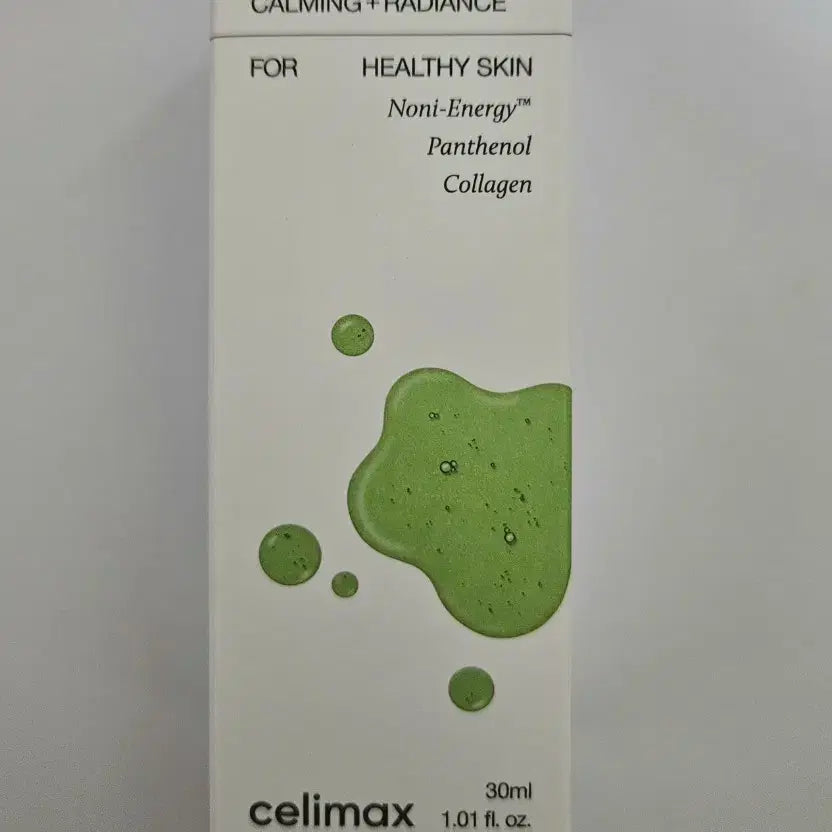 CALMING + RADIANCE
FOR HEALTHY SKIN
Noni-Energy™
Panthenol
Collagen
30ml
celimax 1.01 fl. oz.